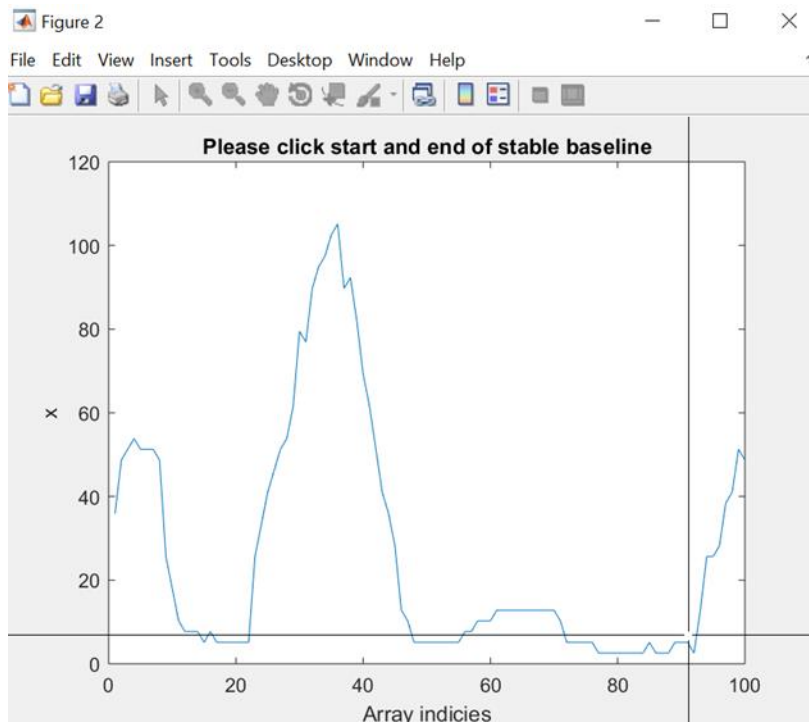 Figure 2
File Edit View Insert Tools Desktop Window Help
Please click start and end of stable baseline
120
100
80
60
40
20
0
x
0 20 40 60 80 100
Array indicies